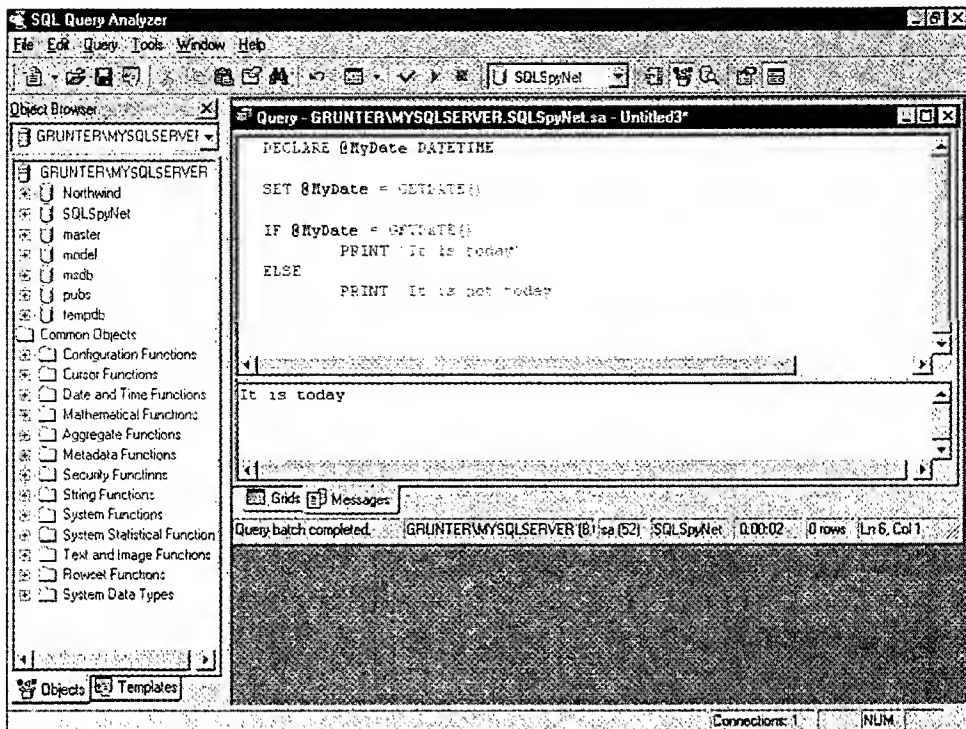 SQL Query Analyzer
File Edit Query Tools Window Help
SQLSpyNet
Object Browser
GRUNTER\MYSQLSERVEI
GRUNTER\MYSQLSERVER
Northwind
SQLSpyNet
master
model
msdb
pubs
tempdb
Common Objects
Configuration Functions
Cursor Functions
Date and Time Functions
Mathematical Functions
Aggregate Functions
Metadata Functions
Security Functions
String Functions
System Functions
System Statistical Function
Text and Image Functions
Rowset Functions
System Data Types
Objects Templates
Query - GRUNTER\MYSQLSERVER.SQLSpyNet.sa - Untitled3*
DECLARE @MyDate DATETIME
SET @MyDate = GETDATE()
IF @MyDate = GETDATE()
PRINT 'It is today'
ELSE
PRINT 'It is not today
It is today
Grids Messages
Query batch completed. GRUNTER\MYSQLSERVER (8) sa (52) SQLSpyNet 0:00:02 0 rows Ln 6, Col 1
Connections: 1 NUM